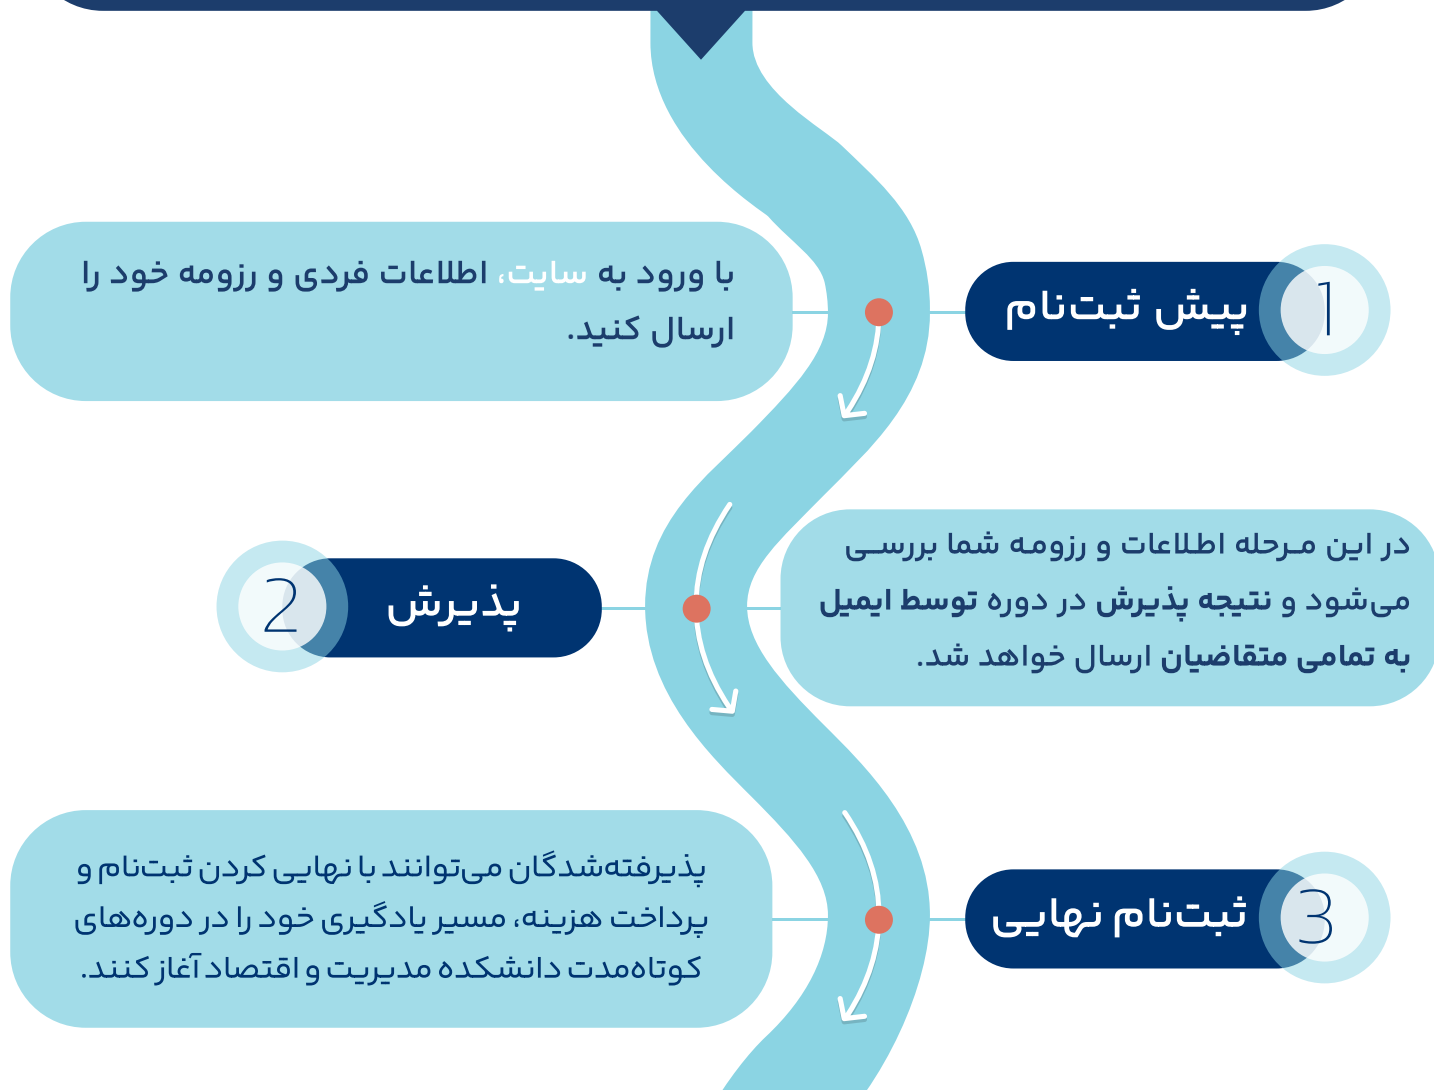 1
پیش ثبت‌نام
با ورود به سایت، اطلاعات فردی و رزومه خود را
ارسال کنید.
2
پذیرش
در این مرحله اطلاعات و رزومه شما بررسی
می‌شود و نتیجه پذیرش در دوره توسط ایمیل
به تمامی متقاضیان ارسال خواهد شد.
3
ثبت‌نام نهایی
پذیرفته‌شدگان می‌توانند با نهایی کردن ثبت‌نام و
پرداخت هزینه، مسیر یادگیری خود را در دوره‌های
کوتاه‌مدت دانشکده مدیریت و اقتصاد آغاز کنند.